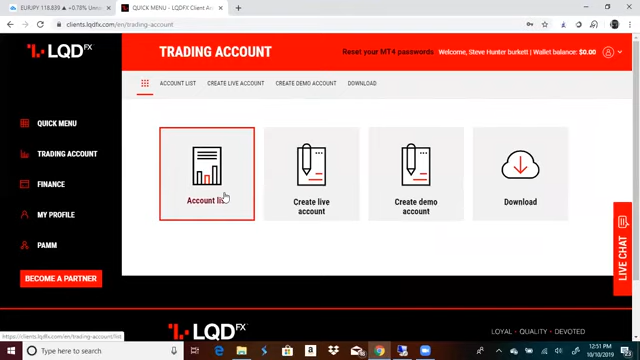 EURJPY 118.839 ▲ +0.78% Unn
QUICK MENU - LQDFX Client Area
clients.lqdfx.com/en/trading-account
LQDFX
TRADING ACCOUNT
Reset your MT4 passwords
Welcome, Steve Hunter burkett | Wallet balance: $0.00
ACCOUNT LIST
CREATE LIVE ACCOUNT
CREATE DEMO ACCOUNT
DOWNLOAD
QUICK MENU
TRADING ACCOUNT
FINANCE
MY PROFILE
PAMM
BECOME A PARTNER
Account list
Create live
account
Create demo
account
Download
LIVE CHAT
LQDFX
LOYAL • QUALITY • DEVOTED
https://clients.lqdfx.com/en/trading-account/list
Type here to search
12:51 PM
10/10/2019